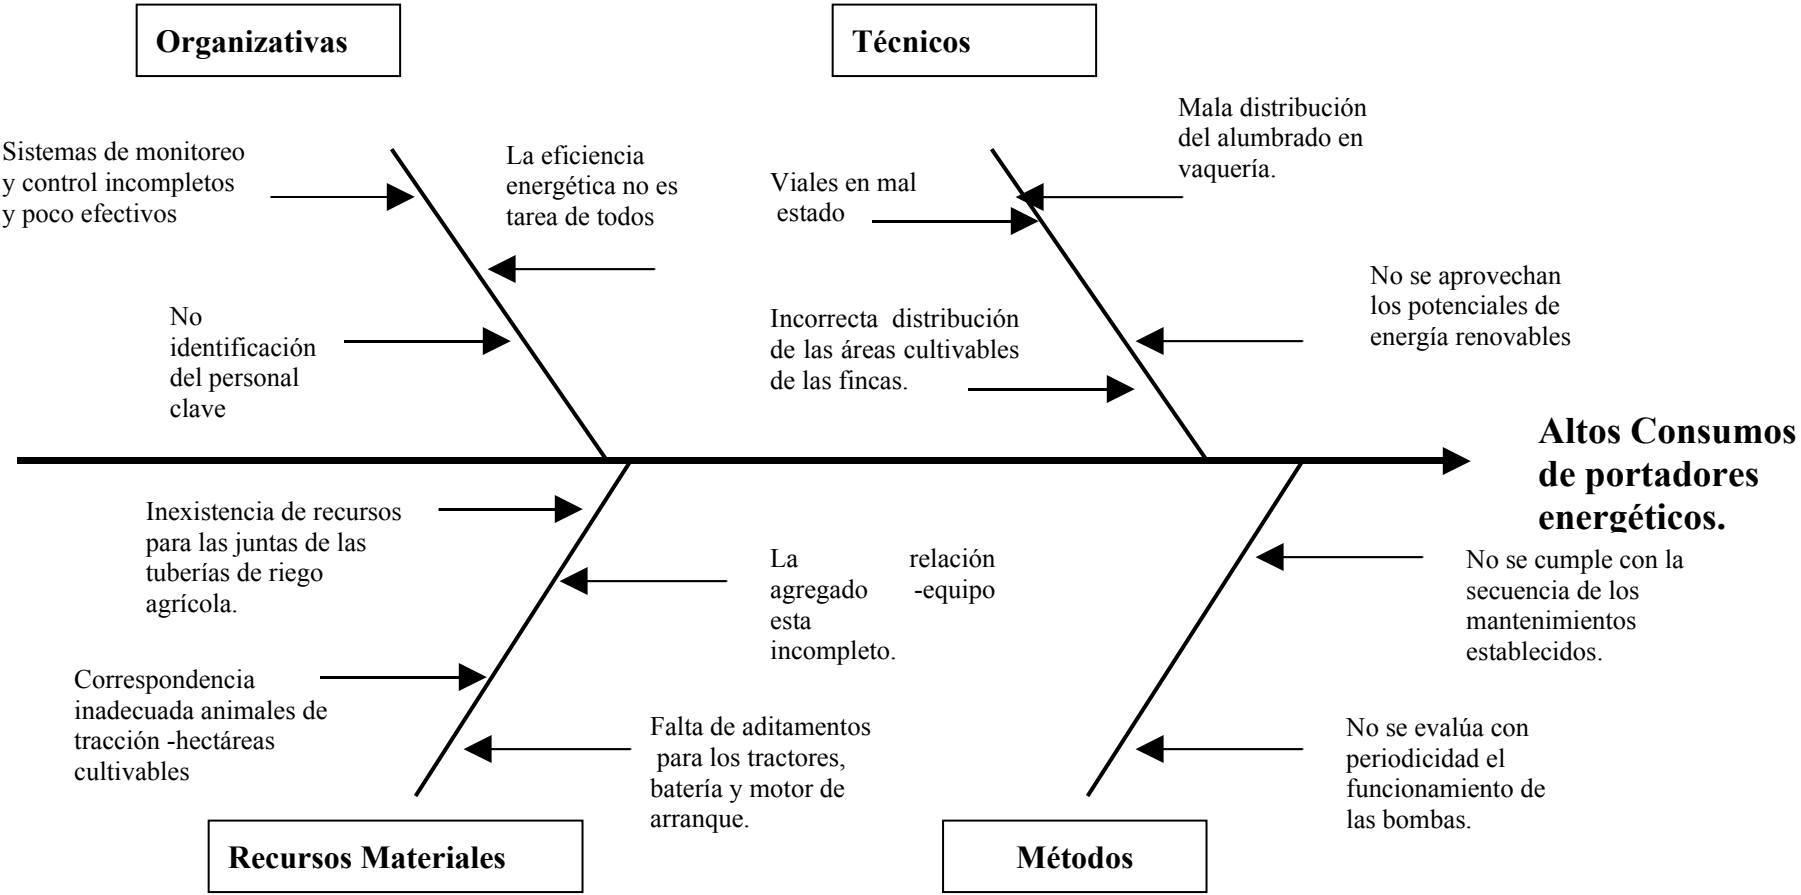 Organizativas
Técnicos
Sistemas de monitoreo
y control incompletos
y poco efectivos
La eficiencia
energética no es
tarea de todos
No
identificación
del personal
clave
Viales en mal
estado
Mala distribución
del alumbrado en
vaquería.
Incorrecta distribución
de las áreas cultivables
de las fincas.
No se aprovechan
los potenciales de
energía renovables
Altos Consumos
de portadores
energéticos.
Inexistencia de recursos
para las juntas de las
tuberías de riego
agrícola.
La relación
agregado -equipo
esta
incompleto.
Correspondencia
inadecuada animales de
tracción -hectáreas
cultivables
Falta de aditamentos
para los tractores,
batería y motor de
arranque.
No se cumple con la
secuencia de los
mantenimientos
establecidos.
No se evalúa con
periodicidad el
funcionamiento de
las bombas.
Recursos Materiales
Métodos